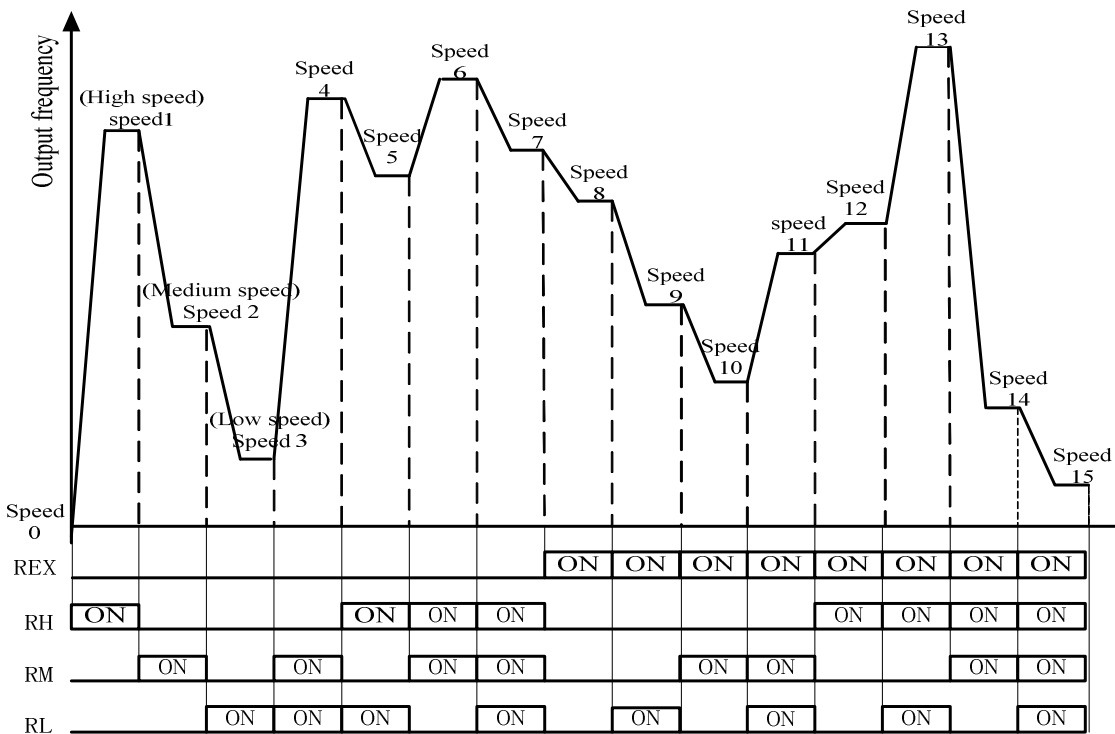 Output frequency
(High speed)
speed1
(Medium speed)
Speed 2
(Low speed)
Speed 3
Speed
4
Speed
5
Speed
6
Speed
7
Speed
8
Speed
9
Speed
10
speed
11
Speed
12
Speed
13
Speed
14
Speed
15
Speed
0
REX ON ON ON ON ON ON ON ON
RH ON ON ON ON ON ON ON ON
RM ON ON ON ON ON ON ON ON
RL ON ON ON ON ON ON ON ON